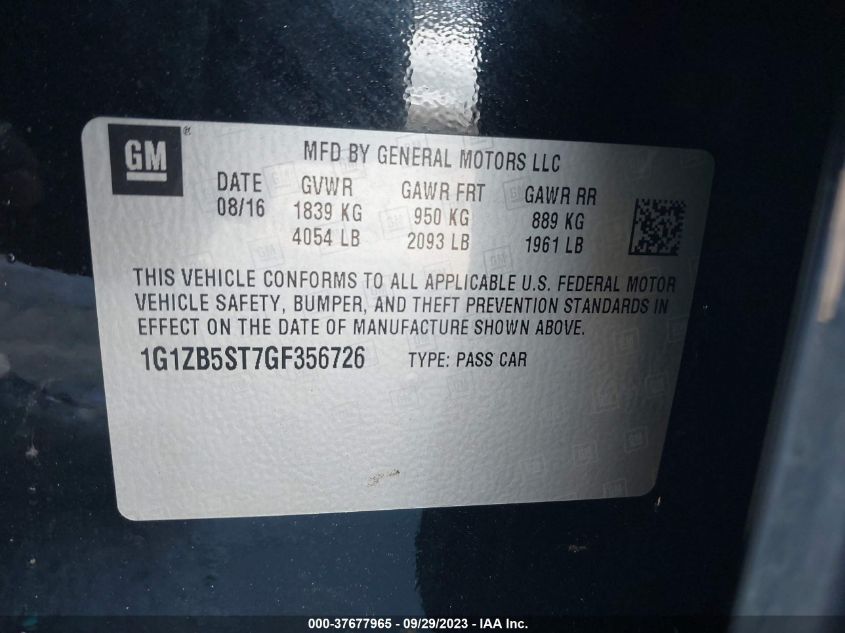 GM ®
MFD BY GENERAL MOTORS LLC
DATE GVWR GAWR FRT GAWR RR
08/16 1839 KG 950 KG 889 KG
4054 LB 2093 LB 1961 LB
THIS VEHICLE CONFORMS TO ALL APPLICABLE U.S. FEDERAL MOTOR
VEHICLE SAFETY, BUMPER, AND THEFT PREVENTION STANDARDS IN
EFFECT ON THE DATE OF MANUFACTURE SHOWN ABOVE.
1G1ZB5ST7GF356726 TYPE: PASS CAR
000-37677965 - 09/29/2023 - IAA Inc.